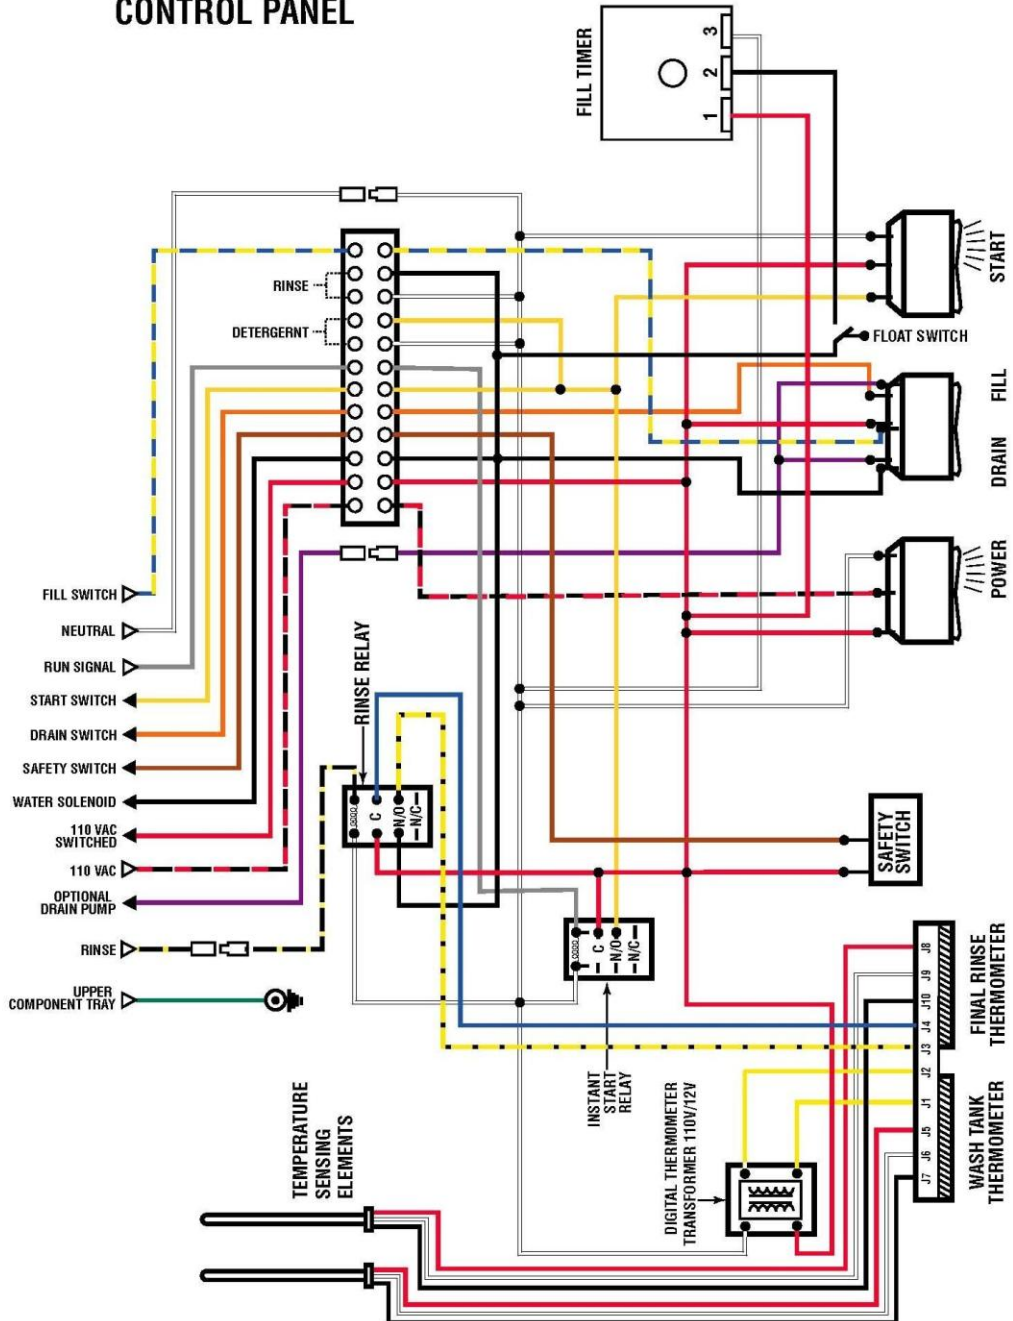 CONTROL PANEL
FILL TIMER
3
2
1
START
FLOAT SWITCH
FILL
DRAIN
POWER
RINSE
DETERGERNT
FILL SWITCH
NEUTRAL
RUN SIGNAL
START SWITCH
DRAIN SWITCH
SAFETY SWITCH
WATER SOLENOID
110 VAC
SWITCHED
110 VAC
OPTIONAL
DRAIN PUMP
RINSE
UPPER
COMPONENT TRAY
RINSE RELAY
C
N/O
N/C
SAFETY
SWITCH
C
N/O
N/C
INSTANT
START
RELAY
J8
J9
J10
J4
J3
J2
J1
J5
J6
J7
FINAL RINSE
THERMOMETER
WASH TANK
THERMOMETER
DIGITAL THERMOMETER
TRANSFORMER 110V/12V
TEMPERATURE
SENSING
ELEMENTS